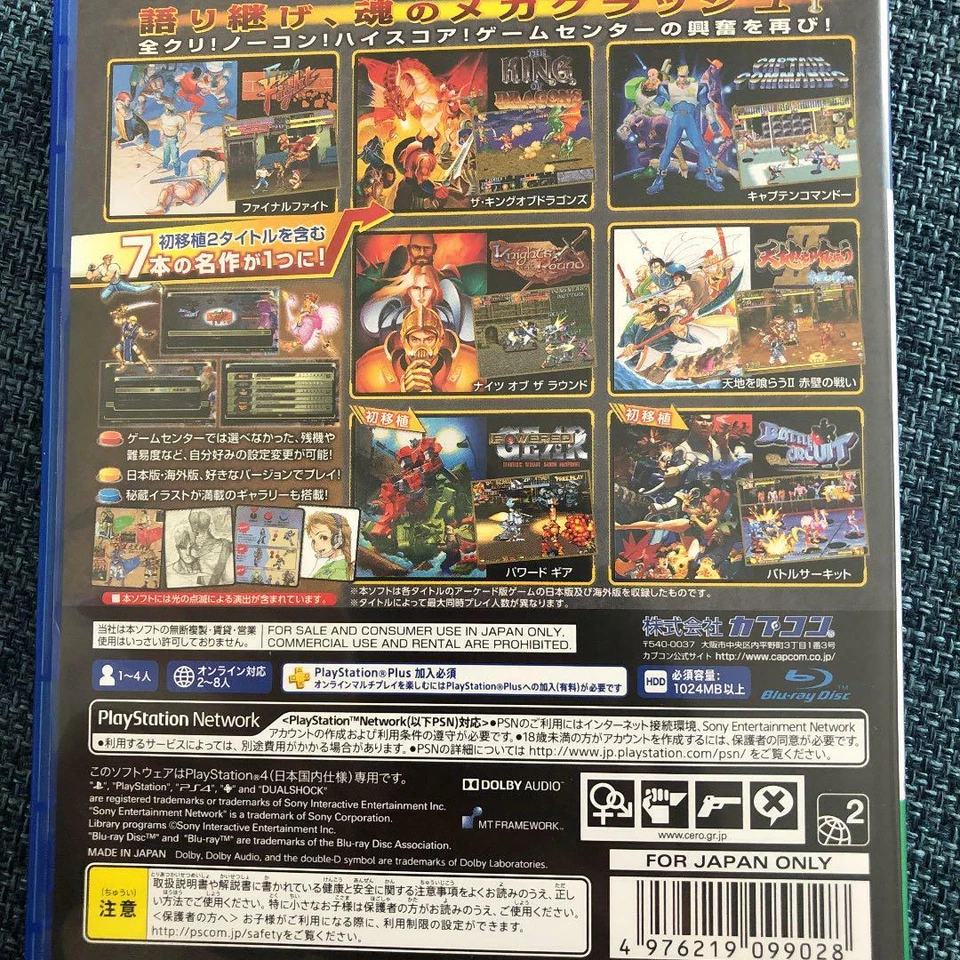 語り継げ、魂のメガクラッシュ!
全クリ!ノーコン!ハイスコア!ゲームセンターの興奮を再び!
Final Fight
THE KING OF DRAGONS
CAPTAIN COMMANDO
ファイナルファイト
ザ・キングオブドラゴンズ
キャプテンコマンドー
初移植2タイトルを含む
7本の名作が1つに!
Knights of the Round
天地を喰らうII
赤壁の戦い
ナイツ オブ ザ ラウンド
天地を喰らうII 赤壁の戦い
初移植
POWERED GEAR
初移植
BATTLE CIRCUIT
ゲームセンターでは選べなかった、残機や
難易度など、自分好みの設定変更が可能!
日本版・海外版、好きなバージョンでプレイ!
秘蔵イラストが満載のギャラリーも搭載!
パワード ギア
バトルサーキット
■本ソフトには光の点滅による演出が含まれています。
※本ソフトは各タイトルのアーケード版ゲームの日本版及び海外版を収録したものです。
※タイトルによって最大同時プレイ人数が異なります。
当社は本ソフトの無断複製・賃貸・営業
使用はいっさい許可しておりません。
FOR SALE AND CONSUMER USE IN JAPAN ONLY.
COMMERCIAL USE AND RENTAL ARE PROHIBITED.
株式会社 カプコン
〒540-0037 大阪市中央区内平野町3丁目1番3号
カプコン公式サイト http://www.capcom.co.jp/
1~4人
オンライン対応
2~8人
PlayStation®Plus 加入必須
オンラインマルチプレイを楽しむにはPlayStation®Plusへの加入(有料)が必要です
HDD
必須容量:
1024MB以上
Blu-ray Disc™
PlayStation Network
<PlayStation™Network(以下PSN)対応>●PSNのご利用にはインターネット接続環境、Sony Entertainment Network
アカウントの作成および利用条件の遵守が必要です。●18歳未満の方がアカウントを作成するには、保護者の同意が必要です。
●利用するサービスによっては、別途費用がかかる場合があります。●PSNの詳細については http://www.jp.playstation.com/psn/ をご覧ください。
このソフトウェアはPlayStation®4(日本国内仕様)専用です。
"PlayStation", "PS4", and "DUALSHOCK"
are registered trademarks or trademarks of Sony Interactive Entertainment Inc.
"Sony Entertainment Network" is a trademark of Sony Corporation.
Library programs ©Sony Interactive Entertainment Inc.
"Blu-ray Disc™" and "Blu-ray™" are trademarks of the Blu-ray Disc Association.
MADE IN JAPAN Dolby, Dolby Audio, and the double-D symbol are trademarks of Dolby Laboratories.
DOLBY AUDIO™
MT FRAMEWORK™
www.cero.gr.jp
2
FOR JAPAN ONLY
(ちゅうい)
注意
取扱説明書や解説書に書かれている健康と安全に関する注意事項をよくお読みのうえ、正し
い方法でご使用ください。特に小さなお子様は保護者の方がお読みのうえ、ご使用ください。
<保護者の方へ> お子様がご利用になる際に、利用制限の設定ができます。
http://pscom.jp/safetyをご覧ください。
4 976219 099028